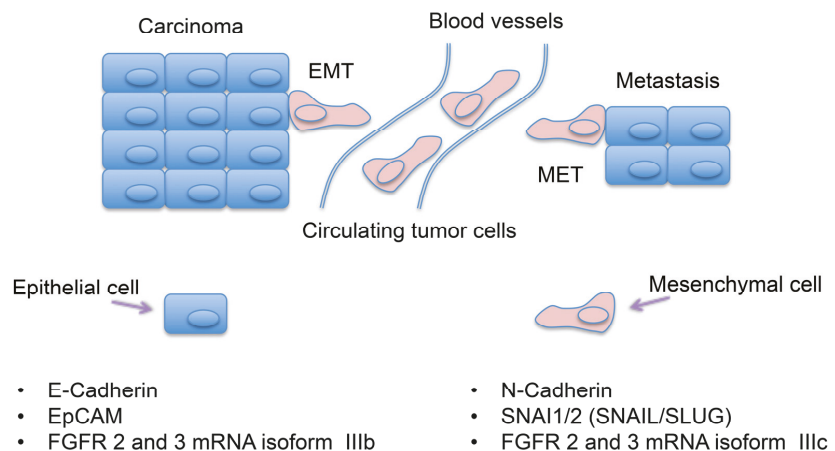 Carcinoma
Blood vessels
EMT
Metastasis
MET
Circulating tumor cells
Epithelial cell
Mesenchymal cell
• E-Cadherin
• EpCAM
• FGFR 2 and 3 mRNA isoform IIIb
• N-Cadherin
• SNAI1/2 (SNAIL/SLUG)
• FGFR 2 and 3 mRNA isoform IIIc